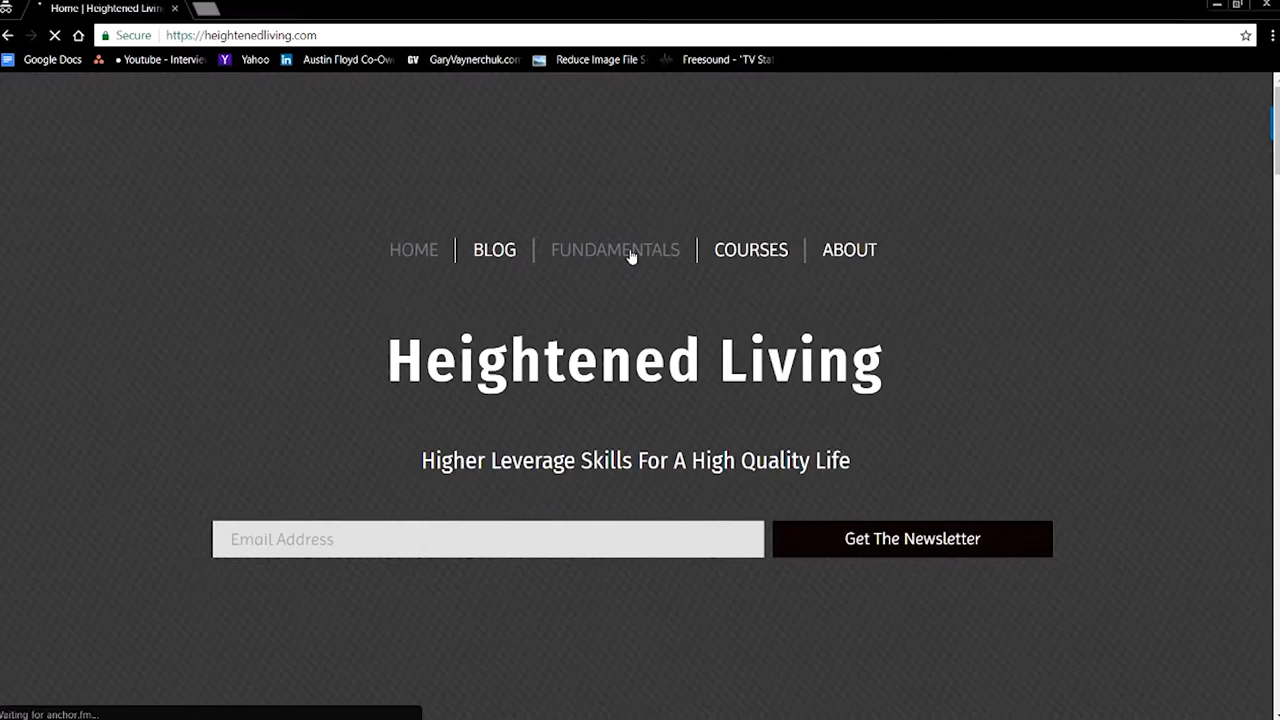 Home | Heightened Livin
Secure https://heightenedliving.com
Google Docs • Youtube - Intervie Yahoo Austin Floyd Co-Ow GV GaryVaynerchuk.com Reduce Image File Si Freesound - 'TV Stat
HOME BLOG FUNDAMENTALS COURSES ABOUT
Heightened Living
Higher Leverage Skills For A High Quality Life
Email Address Get The Newsletter
Waiting for anchor.fm...